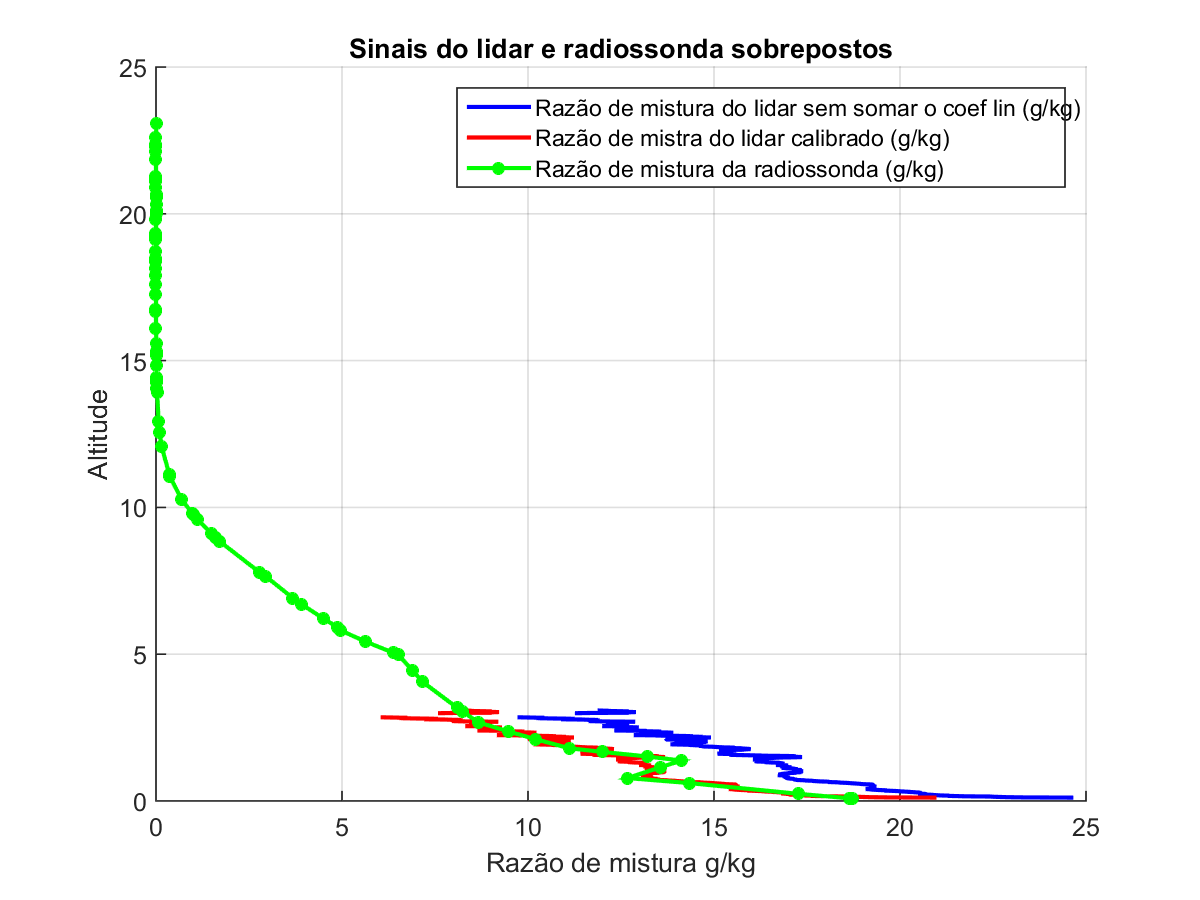 Sinais do lidar e radiossonda sobrepostos
25
Razão de mistura do lidar sem somar o coef lin (g/kg)
Razão de mistra do lidar calibrado (g/kg)
Razão de mistura da radiossonda (g/kg)
20
15
Altitude
10
5
0
0 5 10 15 20 25
Razão de mistura g/kg